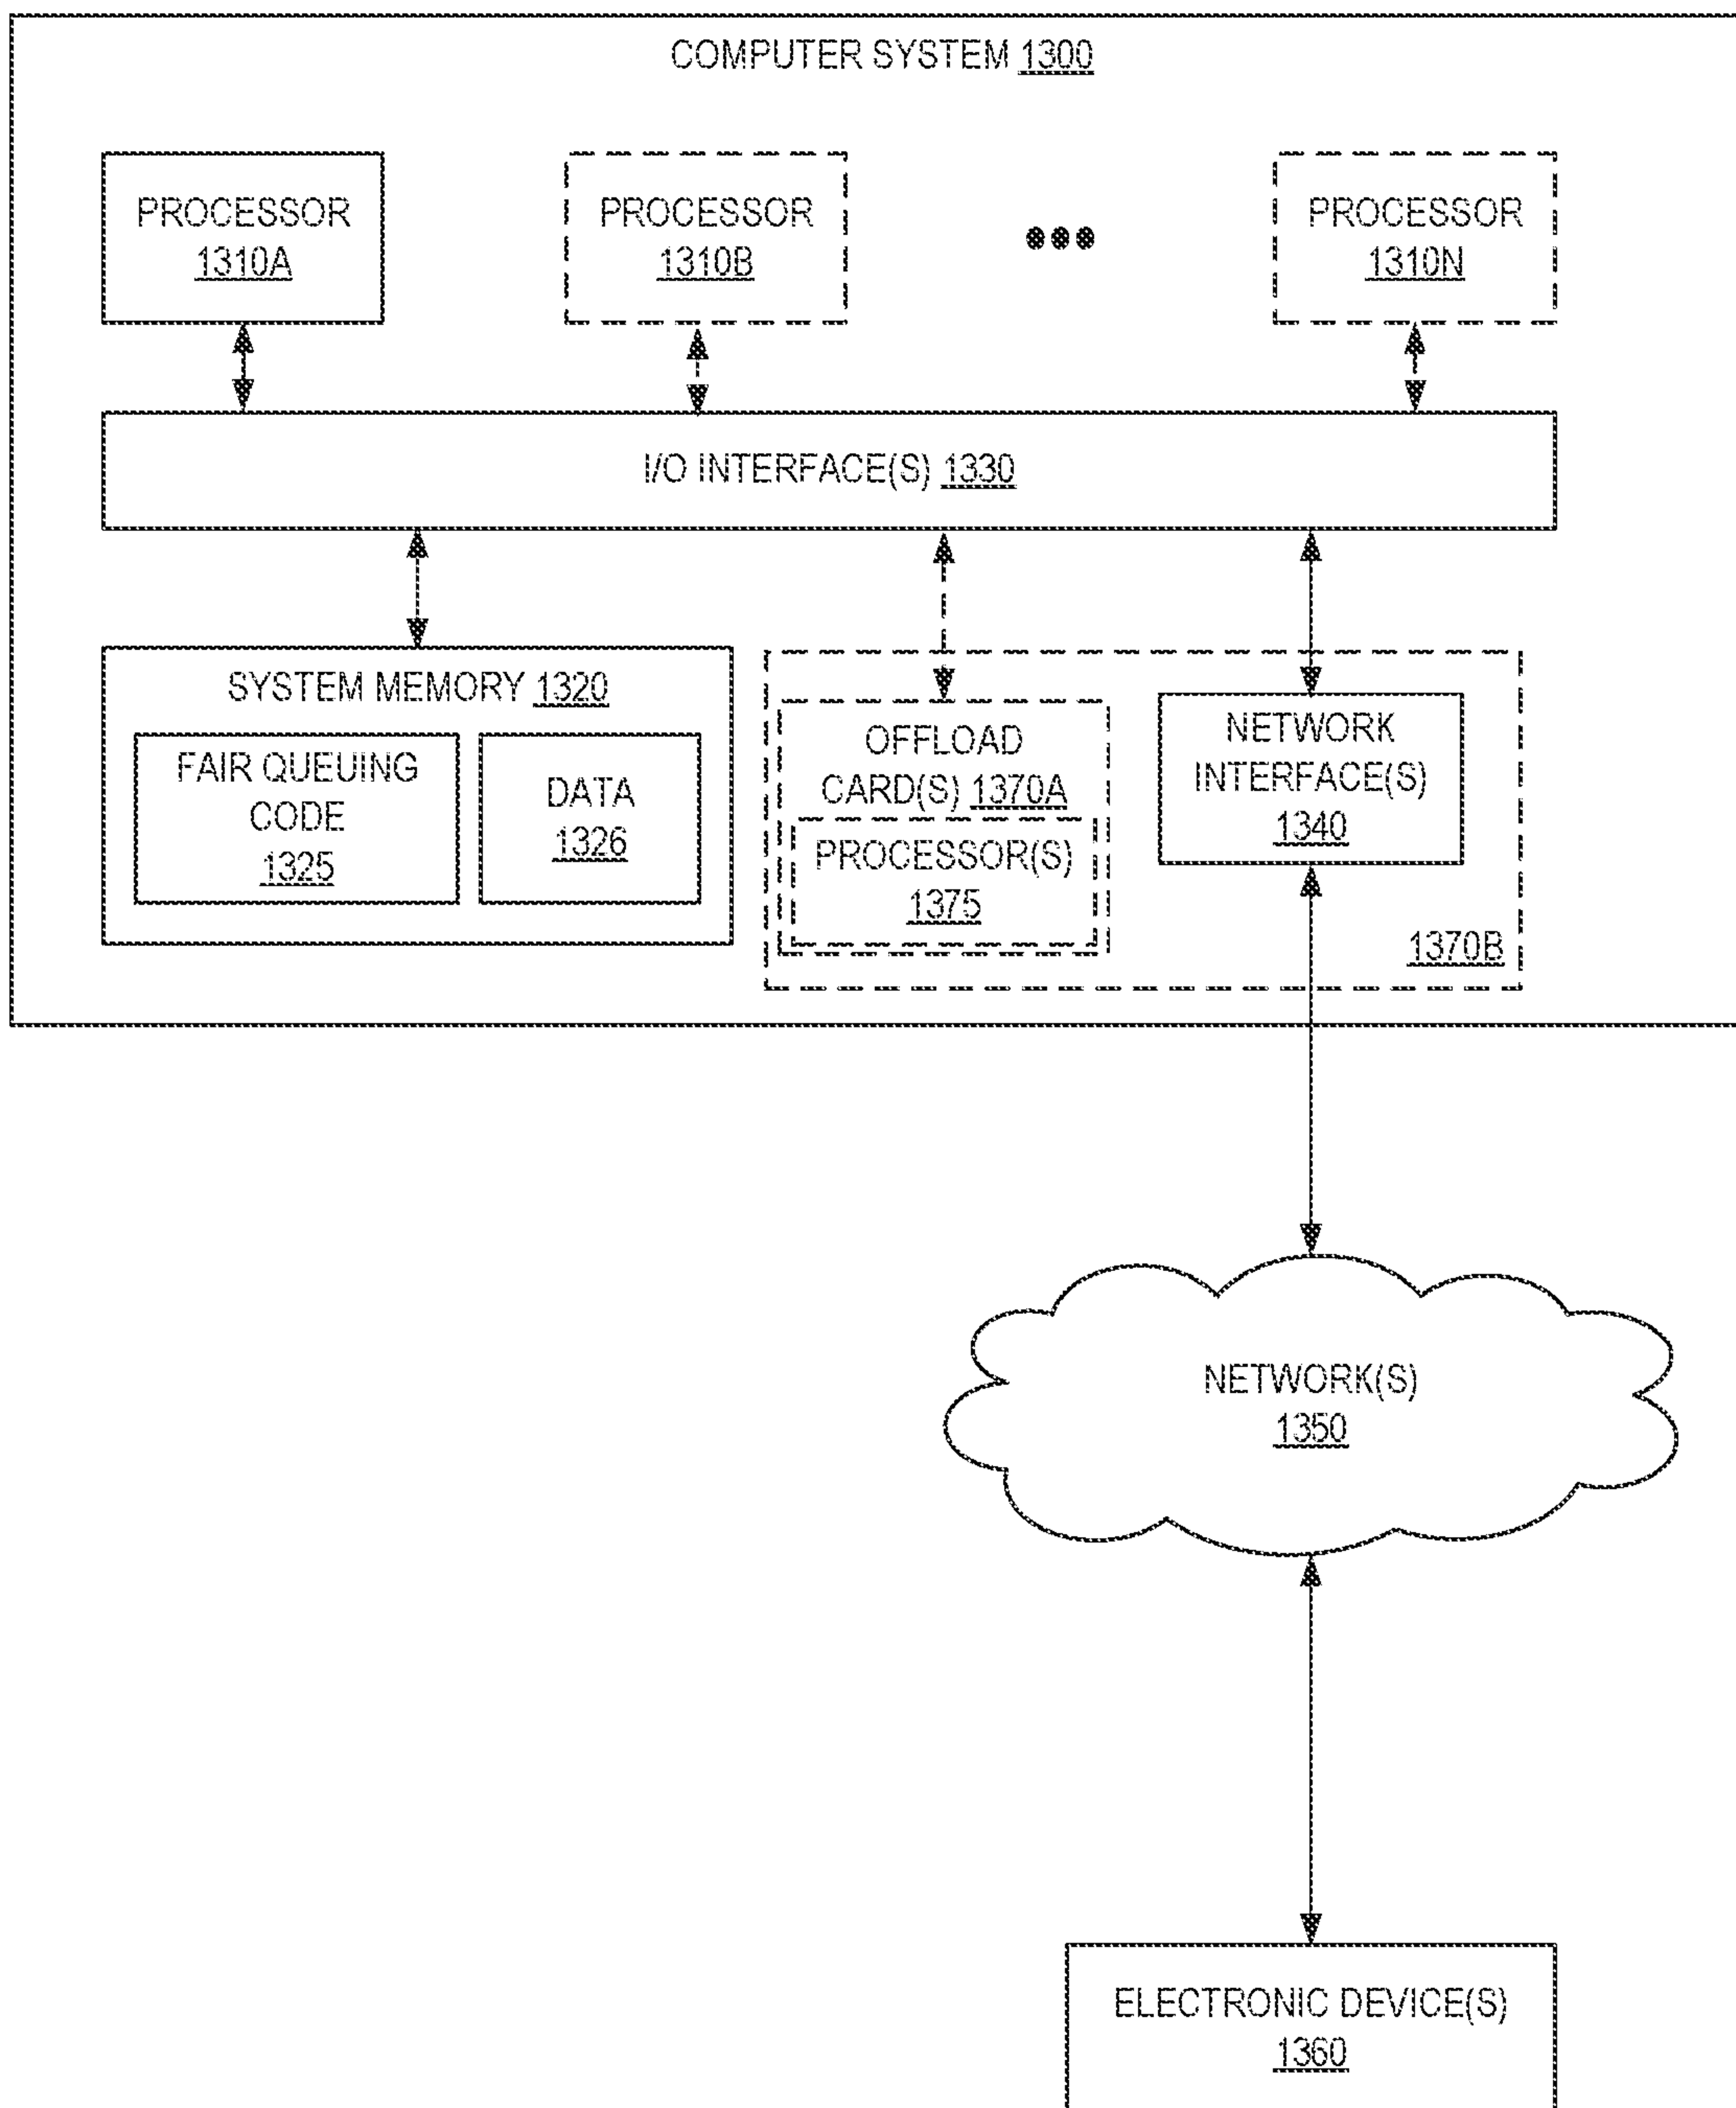 COMPUTER SYSTEM 1300
PROCESSOR
1310A
PROCESSOR
1310B
PROCESSOR
1310N
I/O INTERFACE(S) 1330
SYSTEM MEMORY 1320
FAIR QUEUING
CODE
1325
DATA
1326
OFFLOAD
CARD(S) 1370A
PROCESSOR(S)
1375
NETWORK
INTERFACE(S)
1340
1370B
NETWORK(S)
1350
ELECTRONIC DEVICE(S)
1360